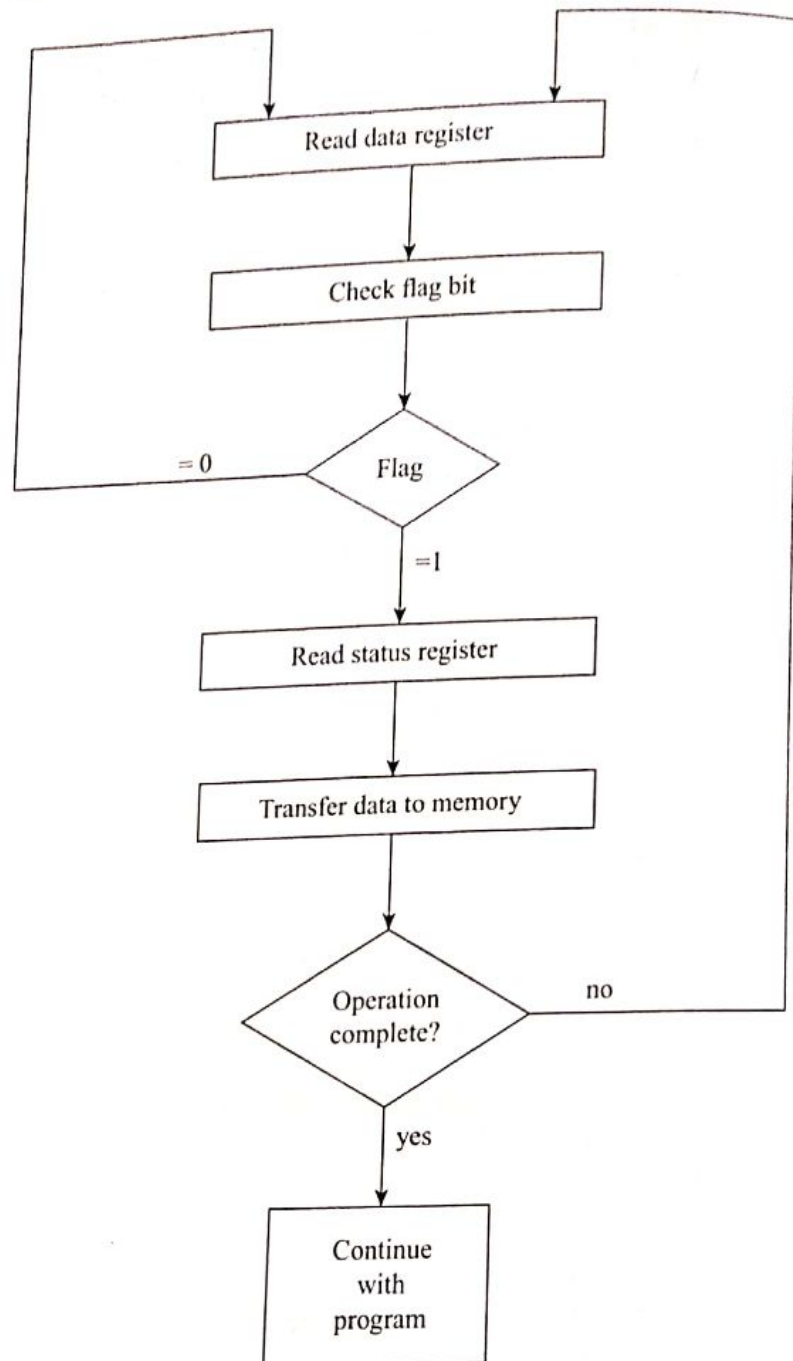 Read data register
Check flag bit
Flag
= 0
=1
Read status register
Transfer data to memory
Operation
complete?
no
yes
Continue
with
program